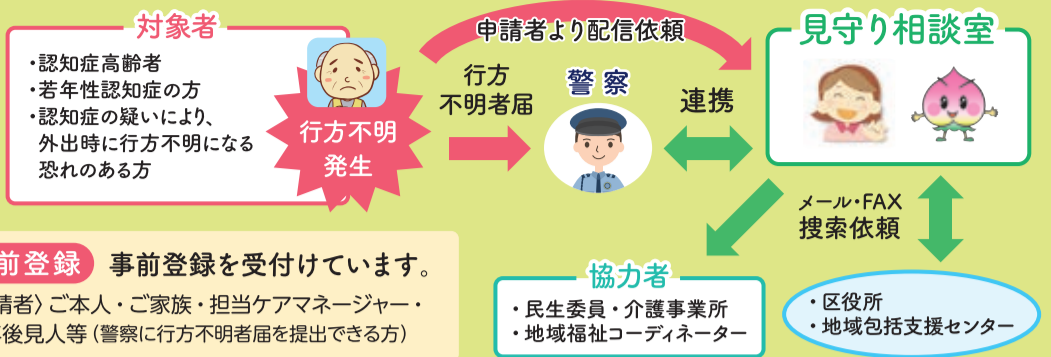 対象者
・認知症高齢者
・若年性認知症の方
・認知症の疑いにより、
外出時に行方不明になる
恐れのある方
行方不明
発生
申請者より配信依頼
行方
不明者届
警察
連携
見守り相談室
メール・FAX
捜索依頼
協力者
・民生委員・介護事業所
・地域福祉コーディネーター
・区役所
・地域包括支援センター
前登録 事前登録を受付けています。
請者〉ご本人・ご家族・担当ケアマネージャー・
後見人等(警察に行方不明者届を提出できる方)